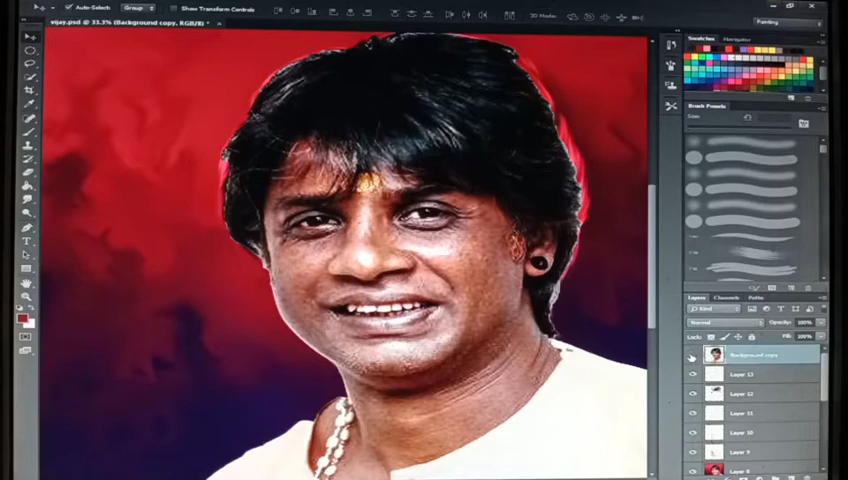 Auto-Select: Group Show Transform Controls 3D Mode:
vijay.psd @ 33.3% (Background copy, RGB/8) *
Painting
Swatches Navigator
Brush Presets
Size:
Layers Channels Paths
Kind
Normal Opacity: 100%
Lock: Fill: 100%
Background copy
Layer 13
Layer 12
Layer 11
Layer 10
Layer 9
Layer 8